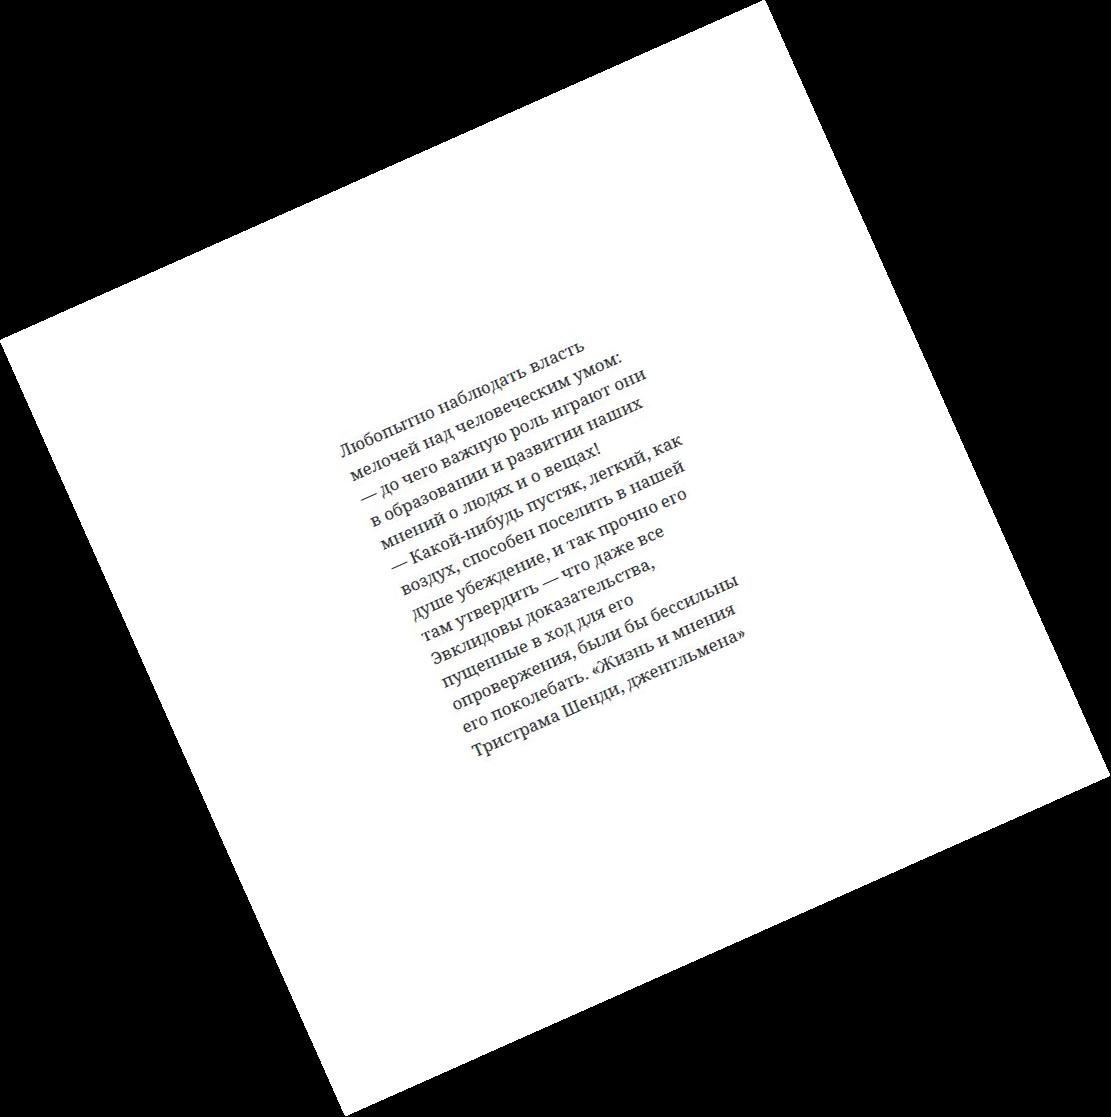 Любопытно наблюдать власть
мелочей над человеческим умом:
— до чего важную роль играют они
в образовании и развитии наших
мнений о людях и о вещах!
— Какой-нибудь пустяк, легкий, как
воздух, способен поселить в нашей
душе убеждение, и так прочно его
там утвердить — что даже все
Эвклидовы доказательства,
пущенные в ход для его
опровержения, были бы бессильны
его поколебать. «Жизнь и мнения
Тристрама Шенди, джентльмена»